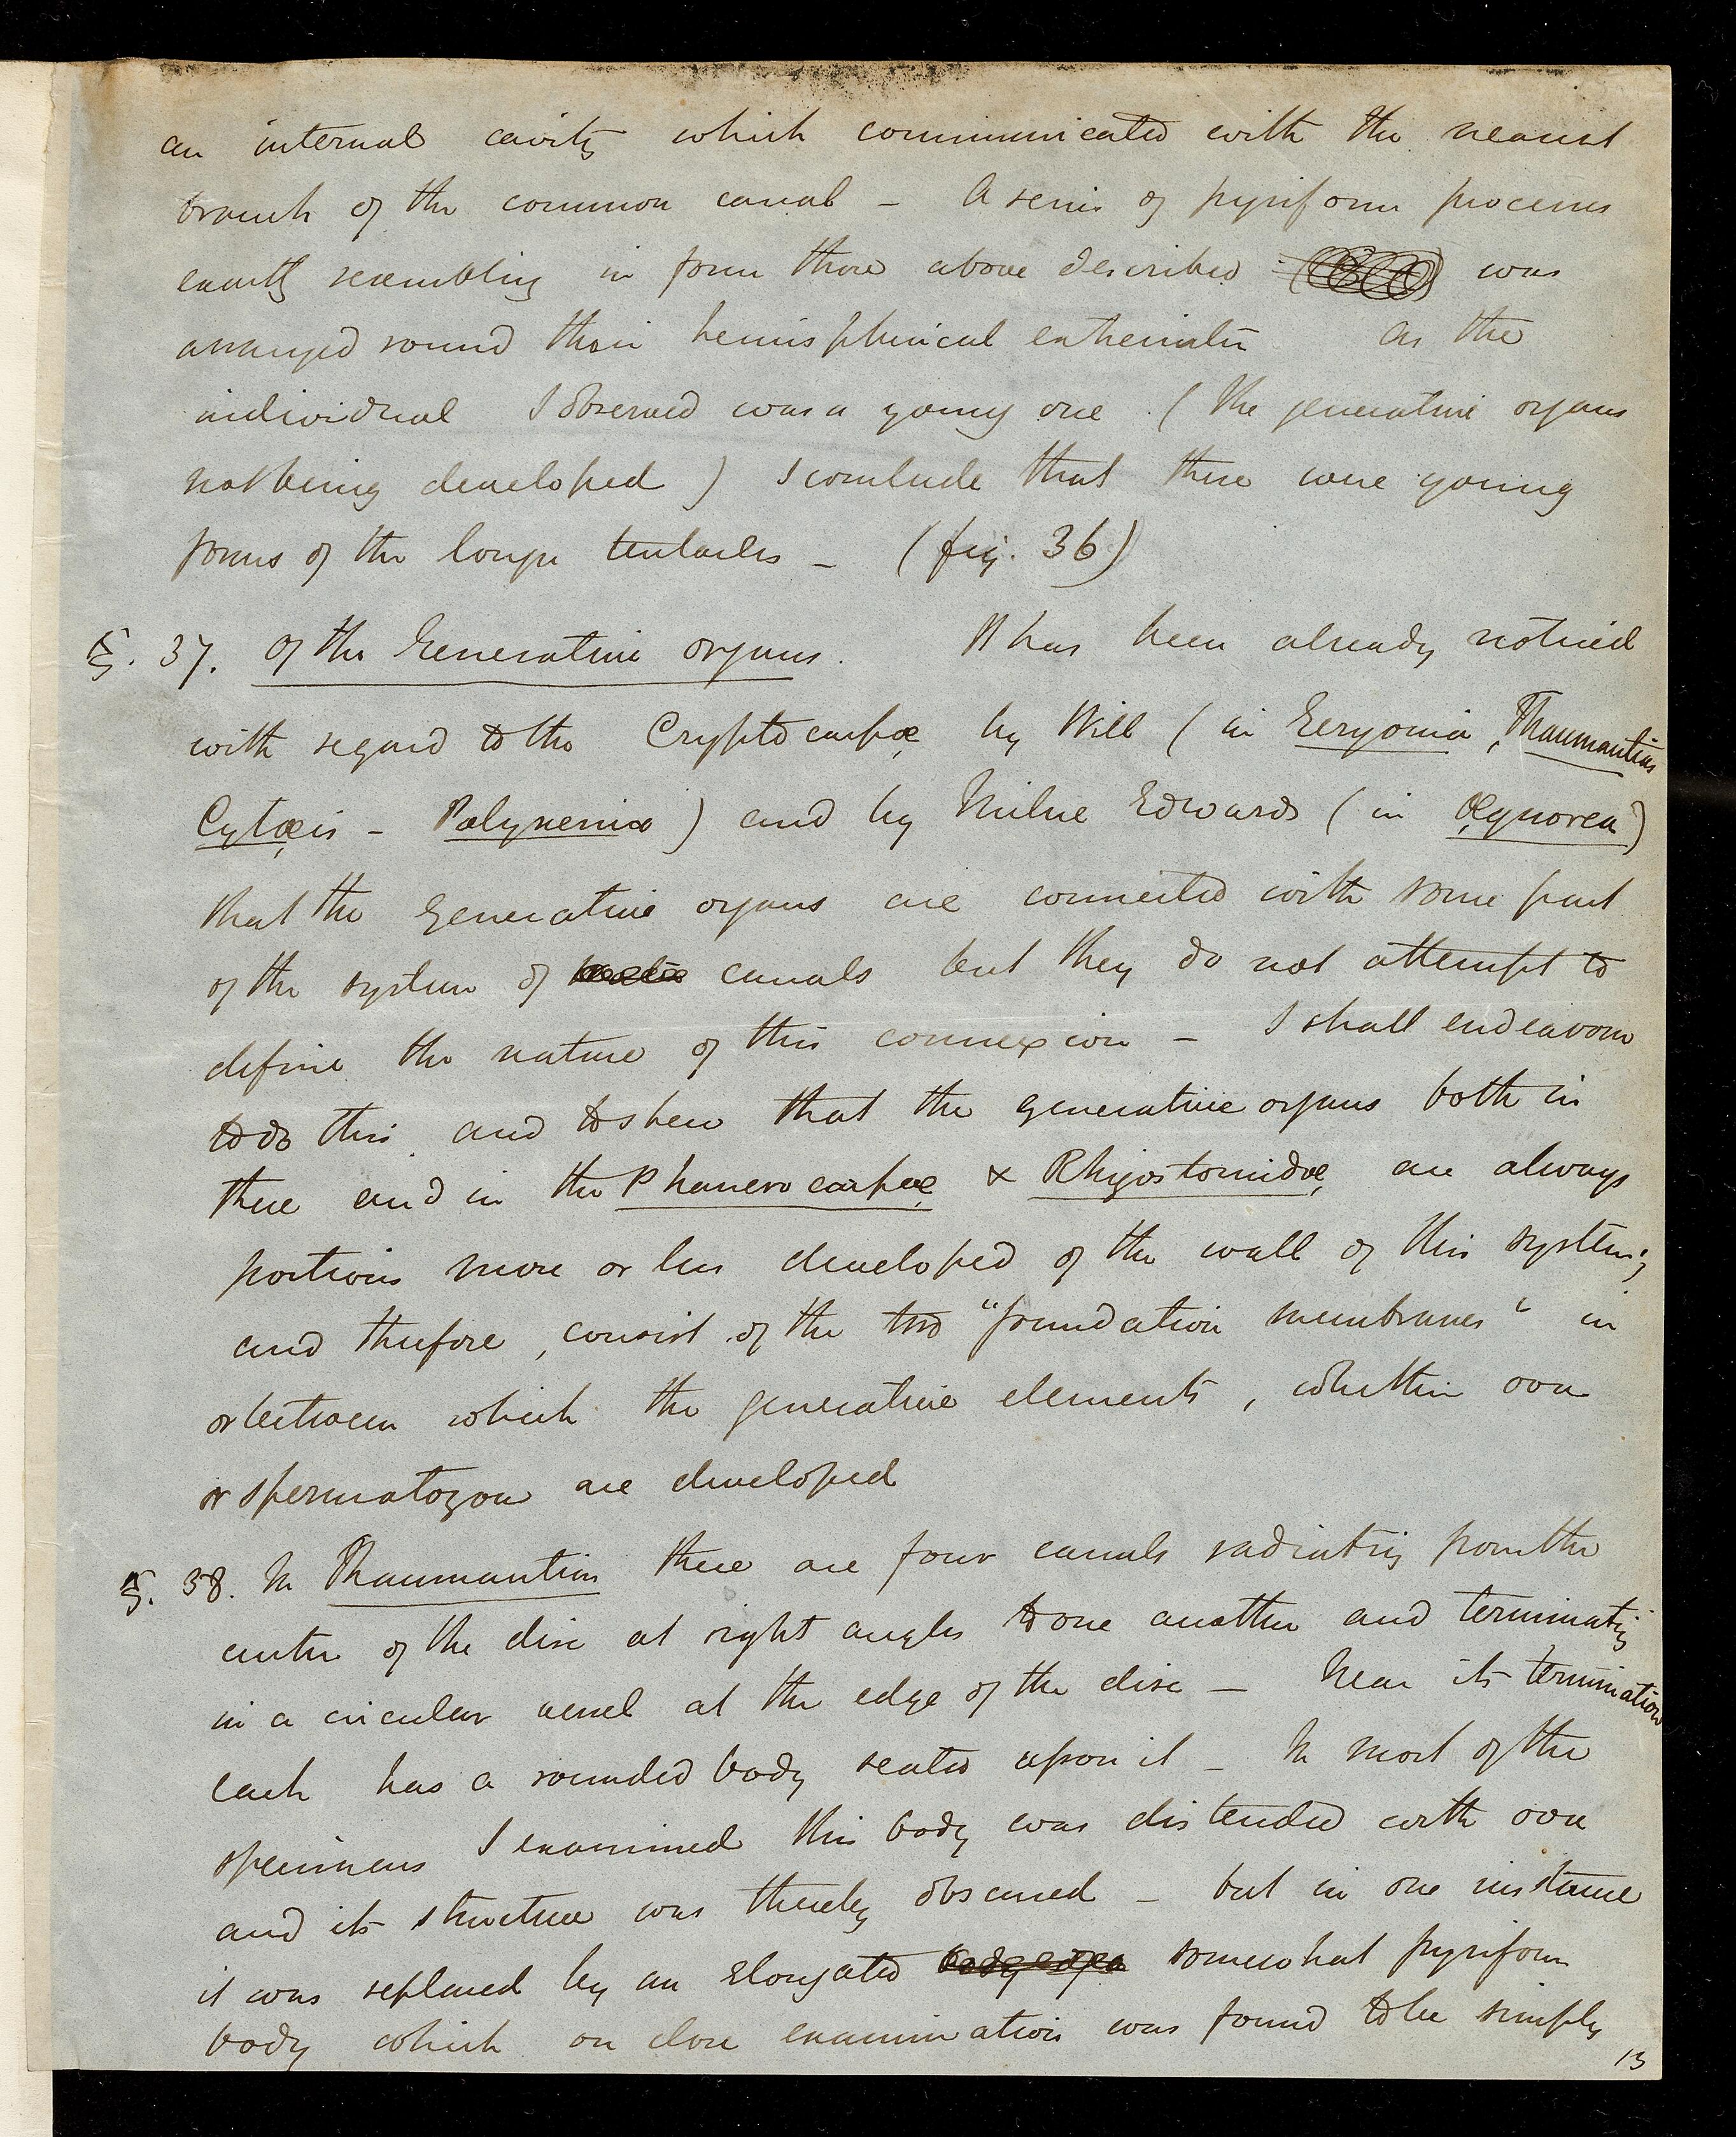 an internal cavity which communicated with the nearest
branch of the common canal – A series of pyriform processes
exactly resembling in form those above described was
arranged round their hemispherical extremities As the
individual I observed was a young one (the generative organs
not being developed) I conclude that these were young
forms of the longer tentacles – (fig. 36)
§. 37. Of the Generative organs. It has been already noticed
with regard to the Cryptocarpæ by Will (in Geryonia, Thaumantias
Cytæis – Polyxenia) and by Milne Edwards (in Æquorea)
that the Generative organs are connected with some part
of the system of canals but they do not attempt to
define the nature of this connexion – I shall endeavour
to do this and to shew that the generative organs both in
these and in the Phanerocarpæ & Rhizostomidæ, are always
portions more or less developed of the wall of this system;
and therefore, consist of the two "foundation membranes" in
or between which the generative elements, whether ova
or spermatozoa are developed
§. 38. In Thaumantias there are four canals radiating from the
center of the disc at right angles to one another and terminating
in a circular vessel at the edge of the disc – Near its termination
each has a rounded body seated upon it – In most of the
specimens I examined this body was distended with ova
and its structure was thereby obscured – but in one instance
it was replaced by an elongated somewhat pyriform
body which on close examination was found to be simply
13